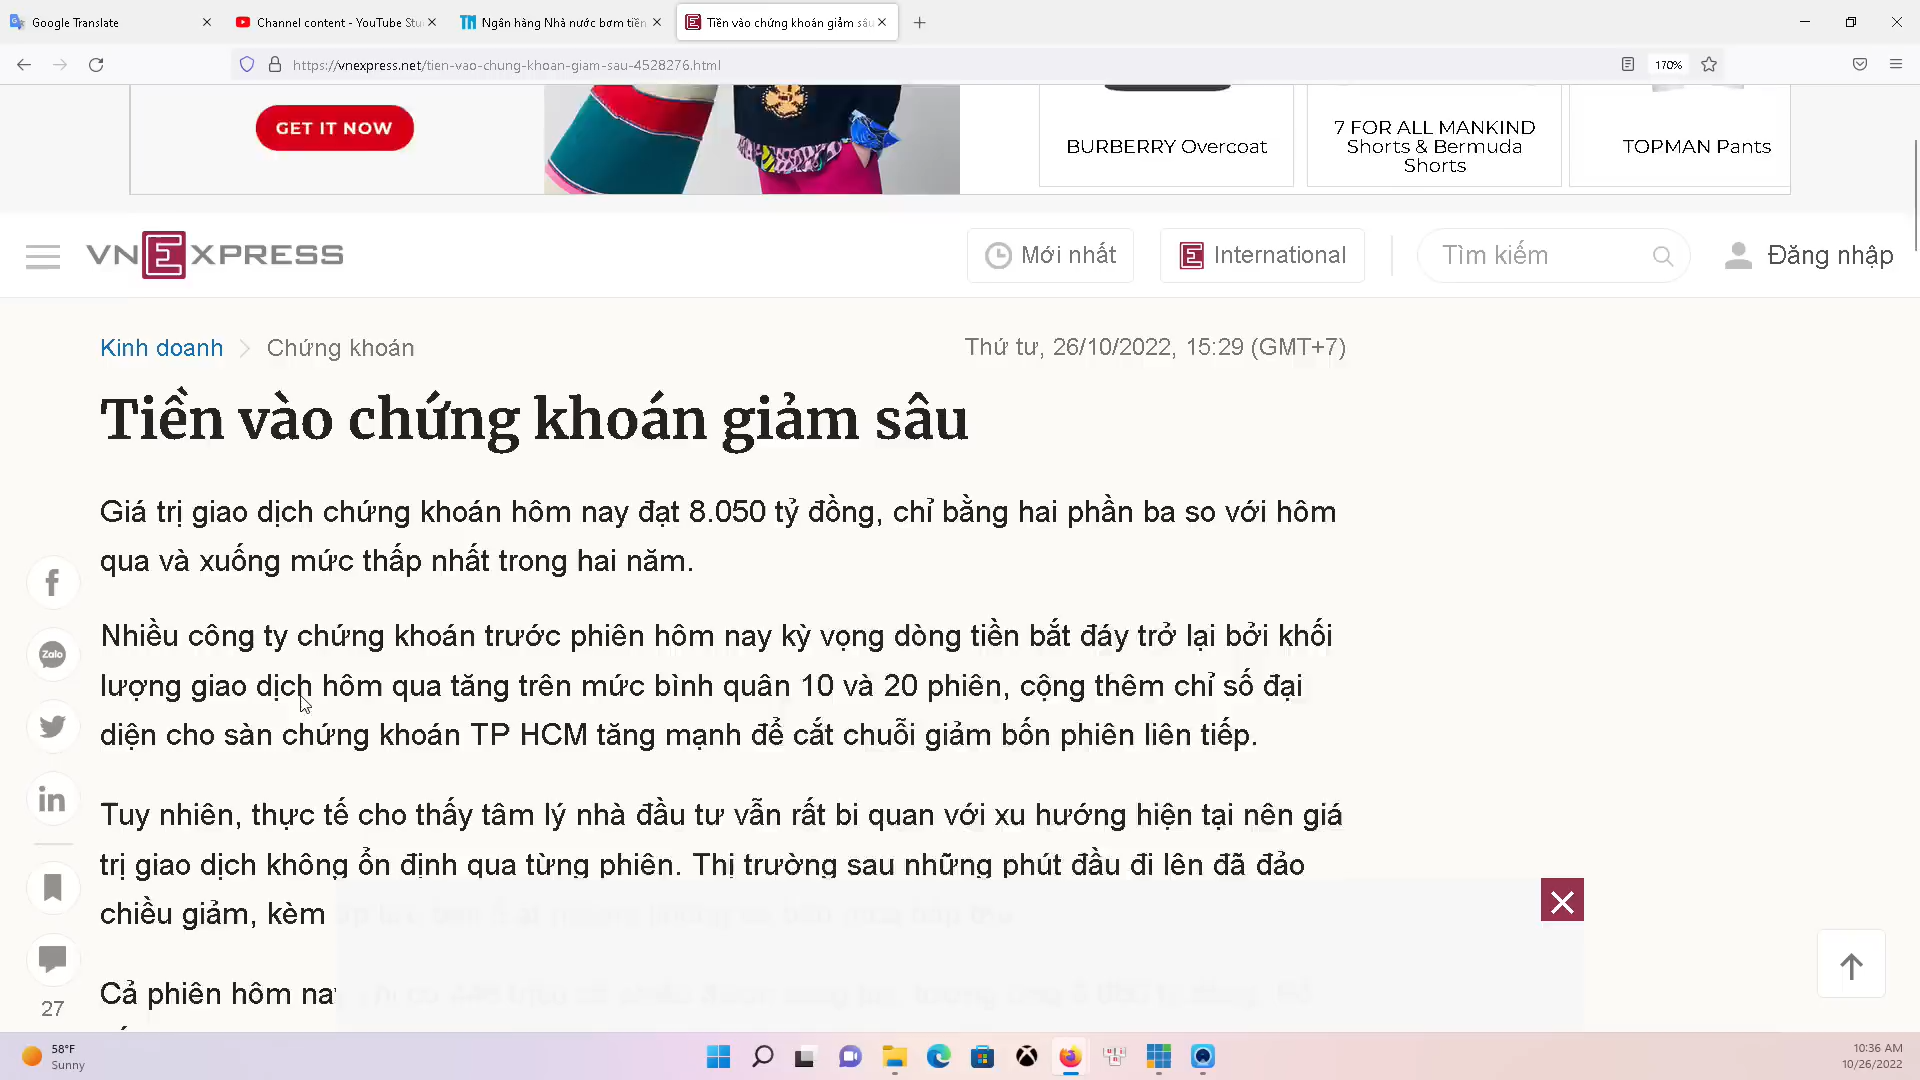 Google Translate
Channel content - YouTube Stu
Ngân hàng Nhà nước bơm tiền
Tiền vào chứng khoán giảm sâu
https://vnexpress.net/tien-vao-chung-khoan-giam-sau-4528276.html
170%
GET IT NOW
BURBERRY Overcoat
7 FOR ALL MANKIND
Shorts & Bermuda
Shorts
TOPMAN Pants
VNEXPRESS
Mới nhất
International
Tìm kiếm
Đăng nhập
Kinh doanh
Chứng khoán
Thứ tư, 26/10/2022, 15:29 (GMT+7)
Tiền vào chứng khoán giảm sâu
Giá trị giao dịch chứng khoán hôm nay đạt 8.050 tỷ đồng, chỉ bằng hai phần ba so với hôm
qua và xuống mức thấp nhất trong hai năm.
Nhiều công ty chứng khoán trước phiên hôm nay kỳ vọng dòng tiền bắt đáy trở lại bởi khối
lượng giao dịch hôm qua tăng trên mức bình quân 10 và 20 phiên, cộng thêm chỉ số đại
diện cho sàn chứng khoán TP HCM tăng mạnh để cắt chuỗi giảm bốn phiên liên tiếp.
Tuy nhiên, thực tế cho thấy tâm lý nhà đầu tư vẫn rất bi quan với xu hướng hiện tại nên giá
trị giao dịch không ổn định qua từng phiên. Thị trường sau những phút đầu đi lên đã đảo
chiều giảm, kèm
Cả phiên hôm nay
Zalo
27
58°F
Sunny
10:36 AM
10/26/2022